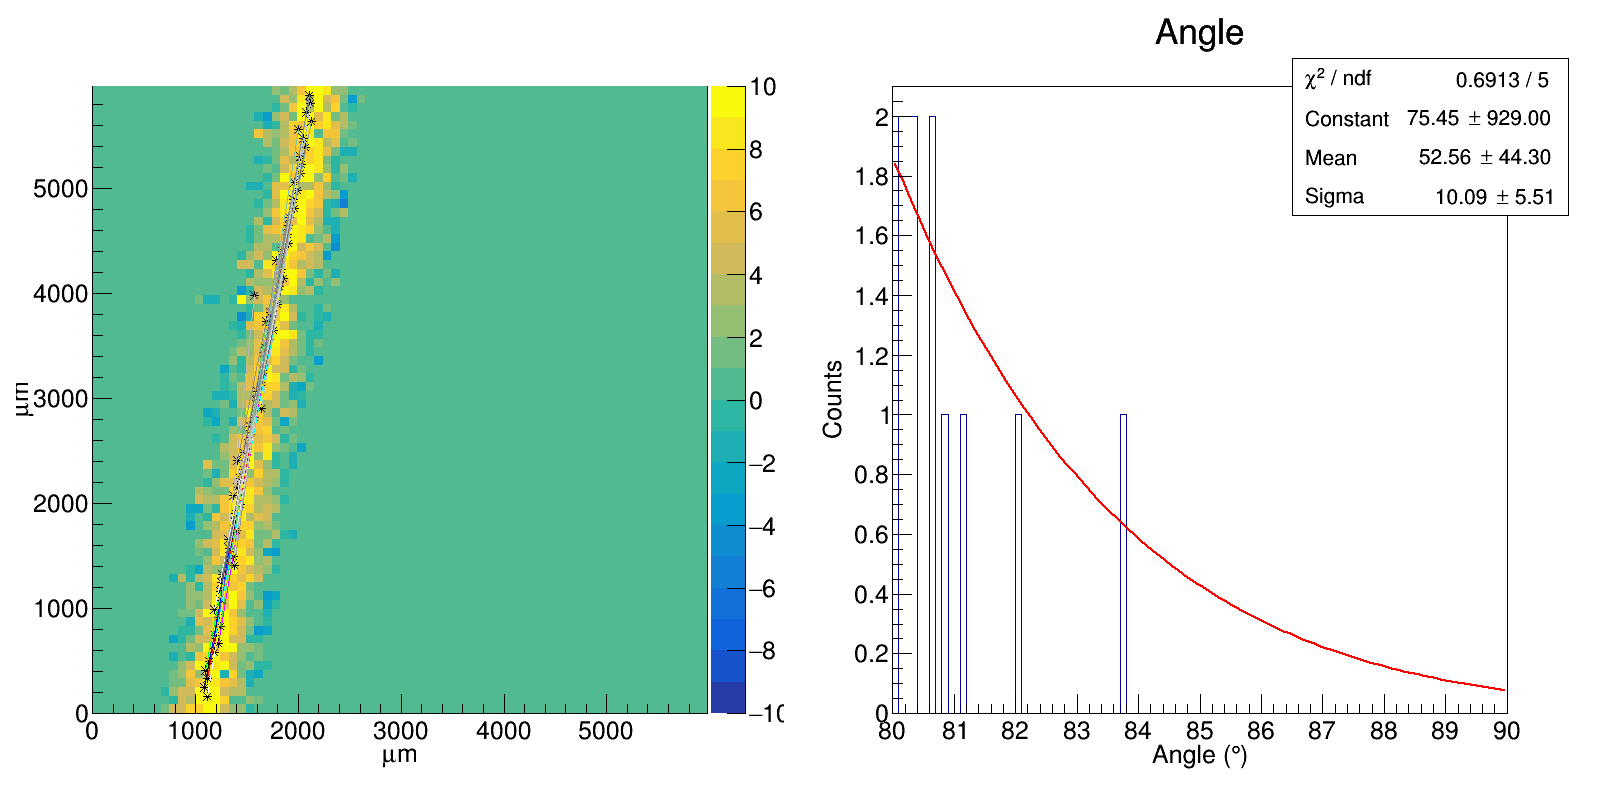 Angle
χ² / ndf 0.6913 / 5
Constant 75.45 ± 929.00
Mean 52.56 ± 44.30
Sigma 10.09 ± 5.51
10
8
6
4
2
0
−2
−4
−6
−8
−10
5000
4000
3000
2000
1000
0
μm
0 1000 2000 3000 4000 5000
μm
2
1.8
1.6
1.4
1.2
1
0.8
0.6
0.4
0.2
0
Counts
80 81 82 83 84 85 86 87 88 89 90
Angle (°)